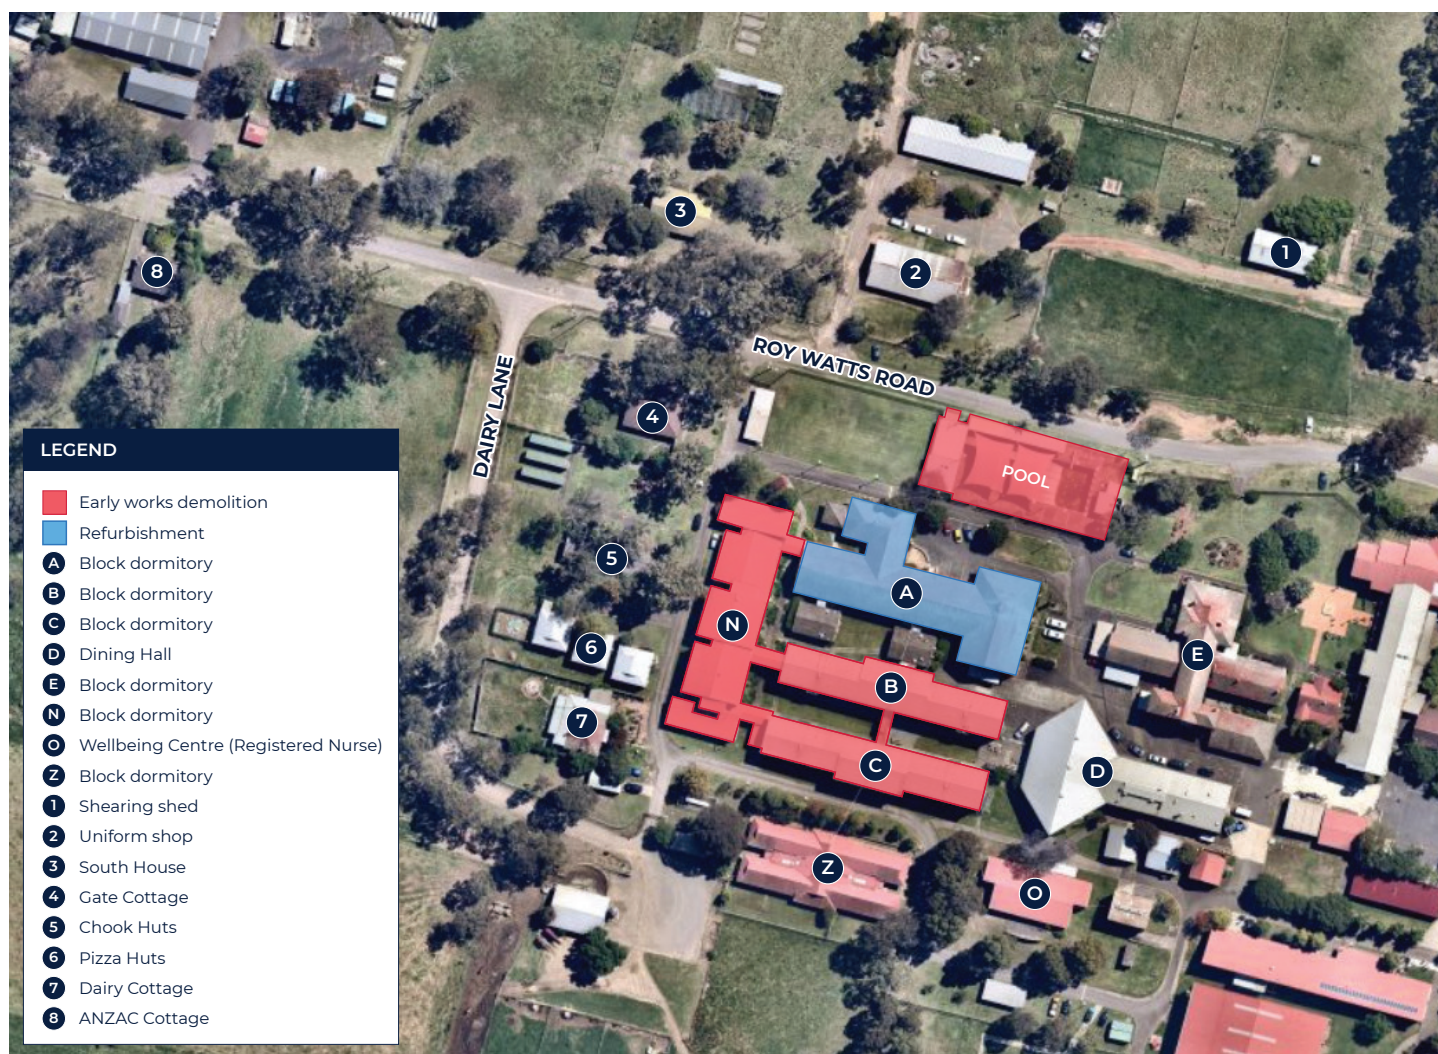 3
8
2
1
ROY WATTS ROAD
DAIRY LANE
4
POOL
5
A
N
6
E
B
7
C
D
Z
O
LEGEND
Early works demolition
Refurbishment
A Block dormitory
B Block dormitory
C Block dormitory
D Dining Hall
E Block dormitory
N Block dormitory
O Wellbeing Centre (Registered Nurse)
Z Block dormitory
1 Shearing shed
2 Uniform shop
3 South House
4 Gate Cottage
5 Chook Huts
6 Pizza Huts
7 Dairy Cottage
8 ANZAC Cottage